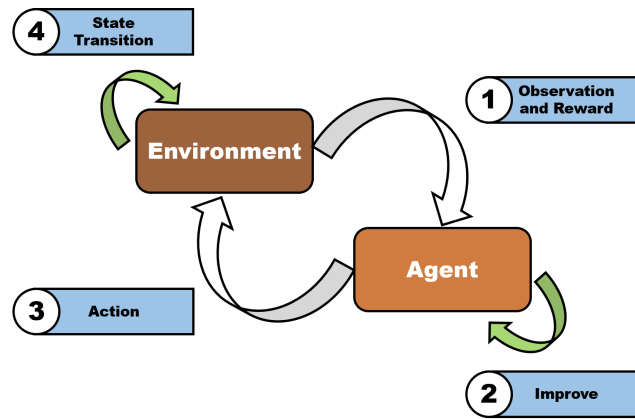 4
State
Transition
1
Observation
and Reward
Environment
Agent
3
Action
2
Improve